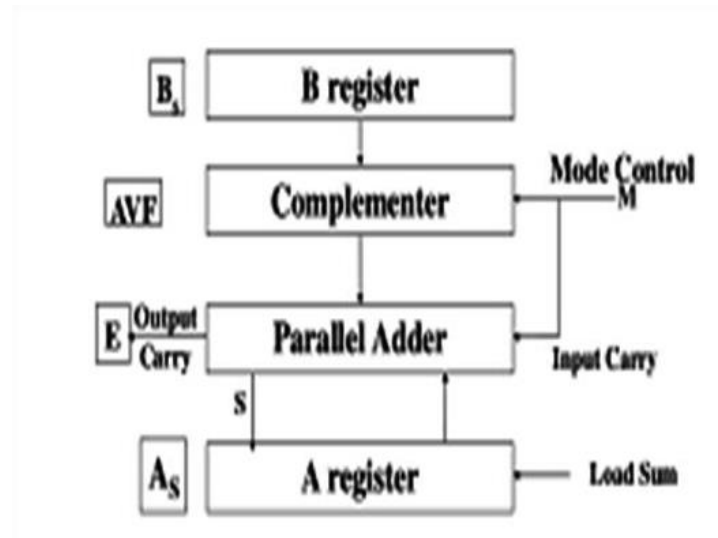 B register
Bs
Mode Control
M
Complementer
AVF
Output
E
Parallel Adder
Carry
Input Carry
S
As
A register
Load Sum